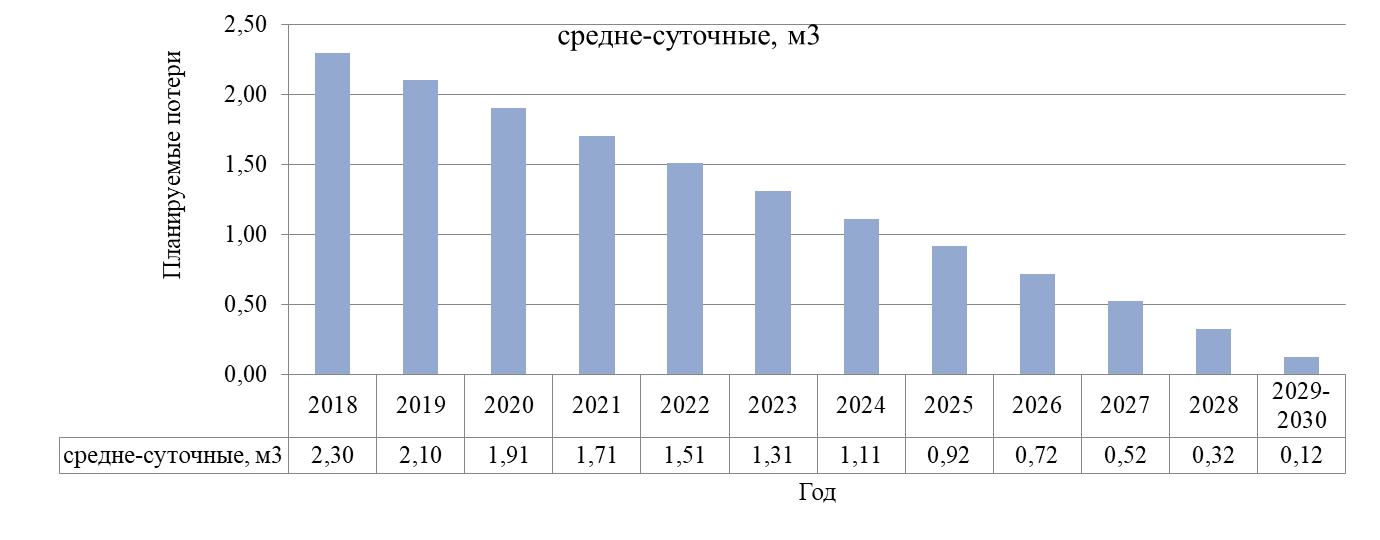 средне-суточные, м3
Планируемые потери
2,50
2,00
1,50
1,00
0,50
0,00
2018 2019 2020 2021 2022 2023 2024 2025 2026 2027 2028 2029-
2030
средне-суточные, м3 2,30 2,10 1,91 1,71 1,51 1,31 1,11 0,92 0,72 0,52 0,32 0,12
Год